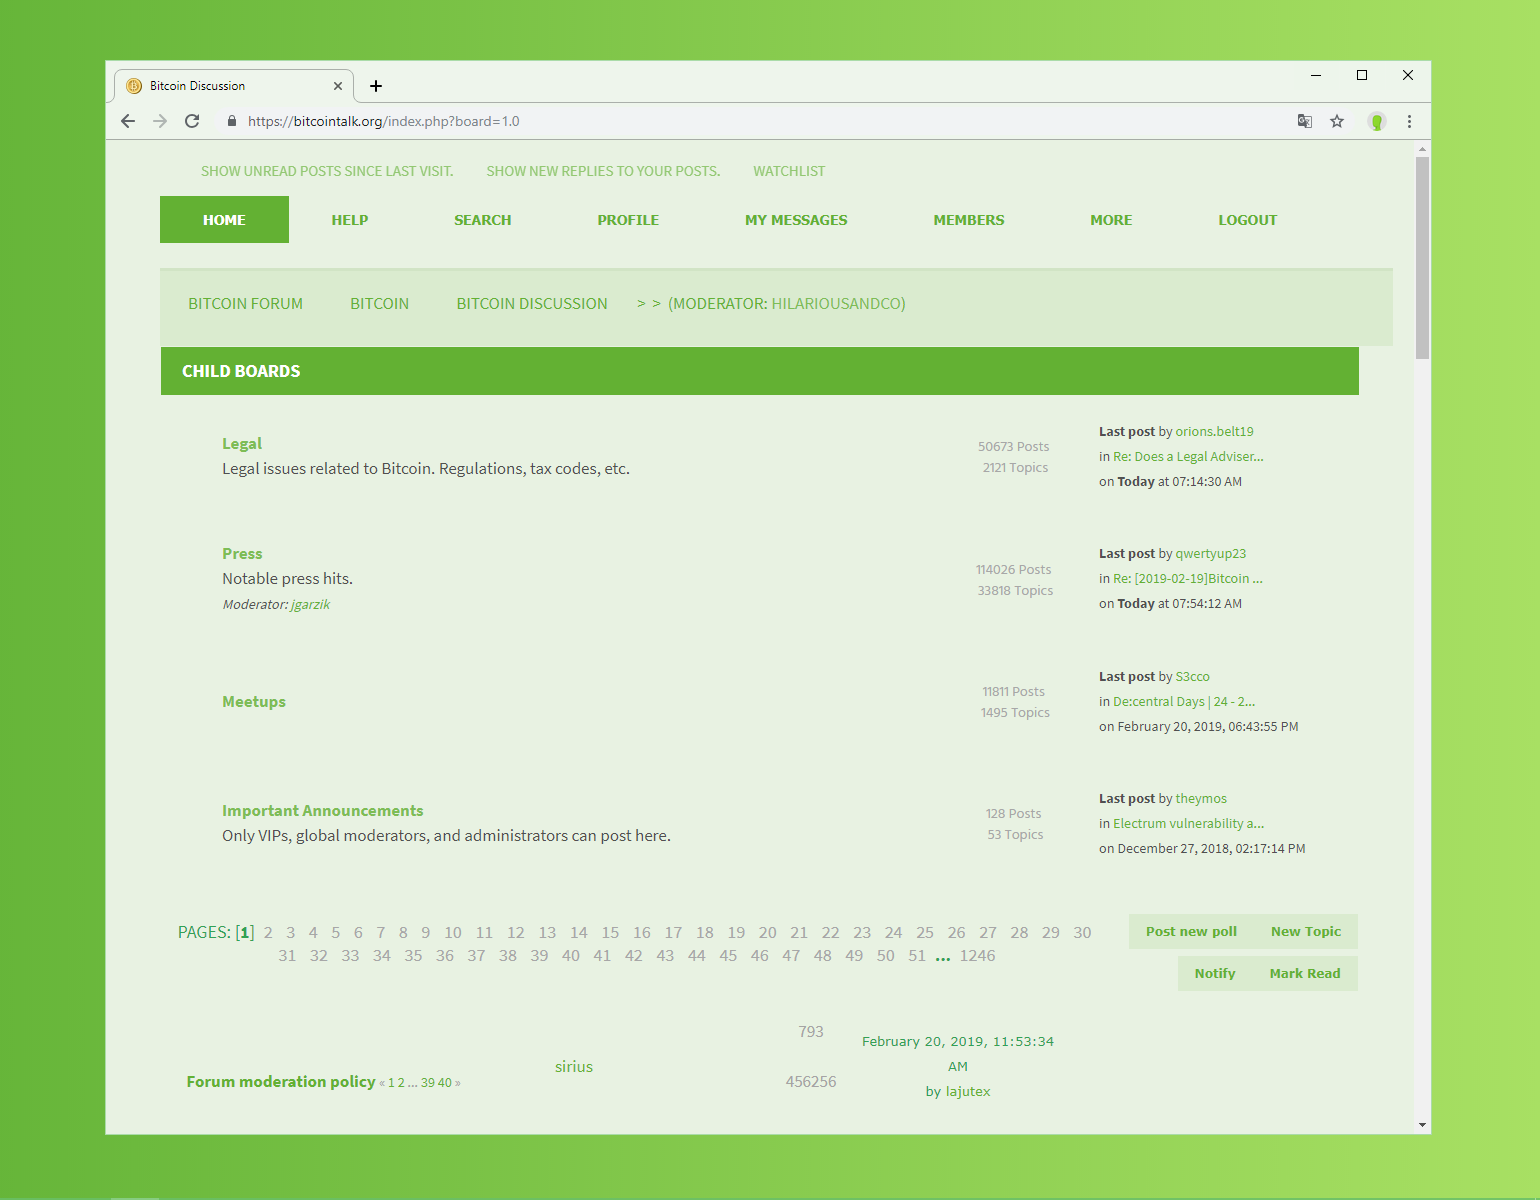 Bitcoin Discussion
https://bitcointalk.org/index.php?board=1.0
SHOW UNREAD POSTS SINCE LAST VISIT. SHOW NEW REPLIES TO YOUR POSTS. WATCHLIST
HOME HELP SEARCH PROFILE MY MESSAGES MEMBERS MORE LOGOUT
BITCOIN FORUM BITCOIN BITCOIN DISCUSSION > > (MODERATOR: HILARIOUSANDCO)
CHILD BOARDS
Legal
Legal issues related to Bitcoin. Regulations, tax codes, etc.
50673 Posts
2121 Topics
Last post by orions.belt19
in Re: Does a Legal Adviser...
on Today at 07:14:30 AM
Press
Notable press hits.
Moderator: jgarzik
114026 Posts
33818 Topics
Last post by qwertyup23
in Re: [2019-02-19]Bitcoin ...
on Today at 07:54:12 AM
Meetups
11811 Posts
1495 Topics
Last post by S3cco
in De:central Days | 24 - 2...
on February 20, 2019, 06:43:55 PM
Important Announcements
Only VIPs, global moderators, and administrators can post here.
128 Posts
53 Topics
Last post by theymos
in Electrum vulnerability a...
on December 27, 2018, 02:17:14 PM
PAGES: [1] 2 3 4 5 6 7 8 9 10 11 12 13 14 15 16 17 18 19 20 21 22 23 24 25 26 27 28 29 30
31 32 33 34 35 36 37 38 39 40 41 42 43 44 45 46 47 48 49 50 51 ... 1246
Post new poll New Topic
Notify Mark Read
Forum moderation policy « 1 2 ... 39 40 »
sirius
793
456256
February 20, 2019, 11:53:34
AM
by lajutex